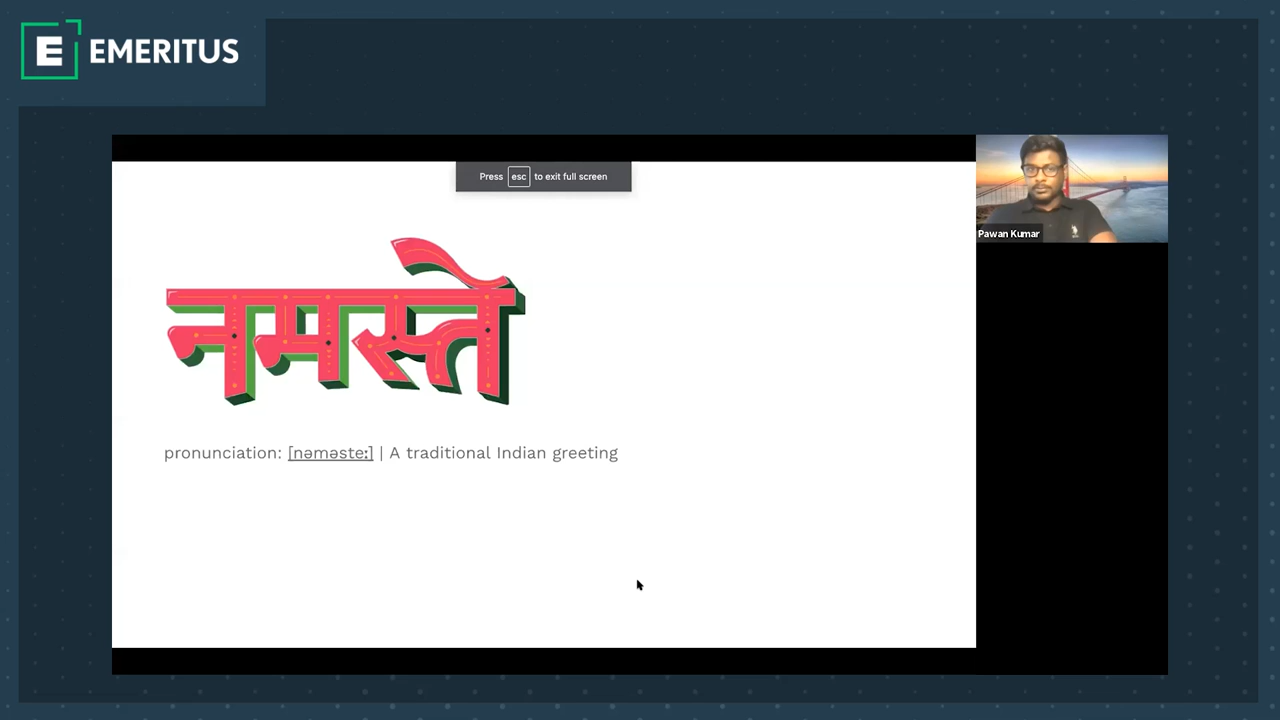 E EMERITUS
Press esc to exit full screen
Pawan Kumar
नमस्ते
pronunciation: [nəməsteː] | A traditional Indian greeting